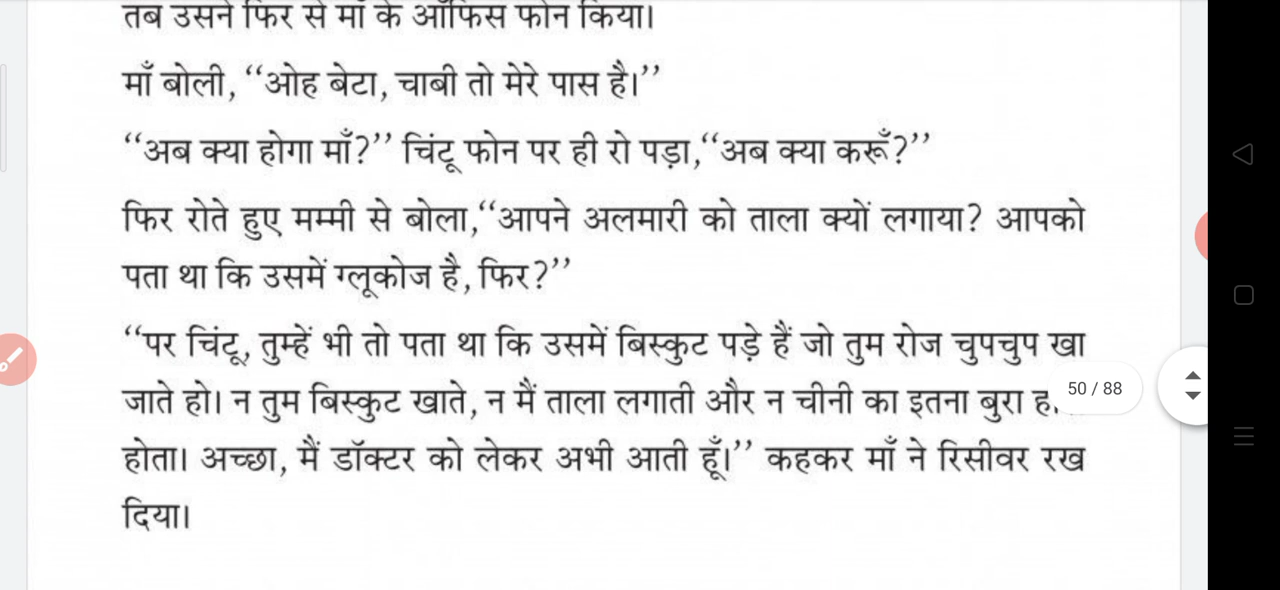 तब उसने फिर से माँ के ऑफिस फोन किया।
माँ बोली, “ओह बेटा, चाबी तो मेरे पास है।”
“अब क्या होगा माँ?” चिंटू फोन पर ही रो पड़ा,“अब क्या करूँ?”
फिर रोते हुए मम्मी से बोला,“आपने अलमारी को ताला क्यों लगाया? आपको
पता था कि उसमें ग्लूकोज है, फिर?”
“पर चिंटू, तुम्हें भी तो पता था कि उसमें बिस्कुट पड़े हैं जो तुम रोज चुपचुप खा
जाते हो। न तुम बिस्कुट खाते, न मैं ताला लगाती और न चीनी का इतना बुरा
50 / 88
होता। अच्छा, मैं डॉक्टर को लेकर अभी आती हूँ।” कहकर माँ ने रिसीवर रख
दिया।